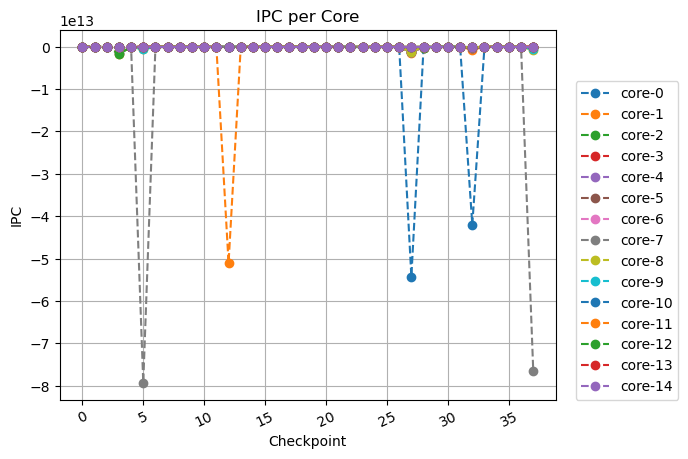 IPC per Core
1e13
0
−1
−2
−3
−4
−5
−6
−7
−8
IPC
0
5
10
15
20
25
30
35
Checkpoint
core-0
core-1
core-2
core-3
core-4
core-5
core-6
core-7
core-8
core-9
core-10
core-11
core-12
core-13
core-14